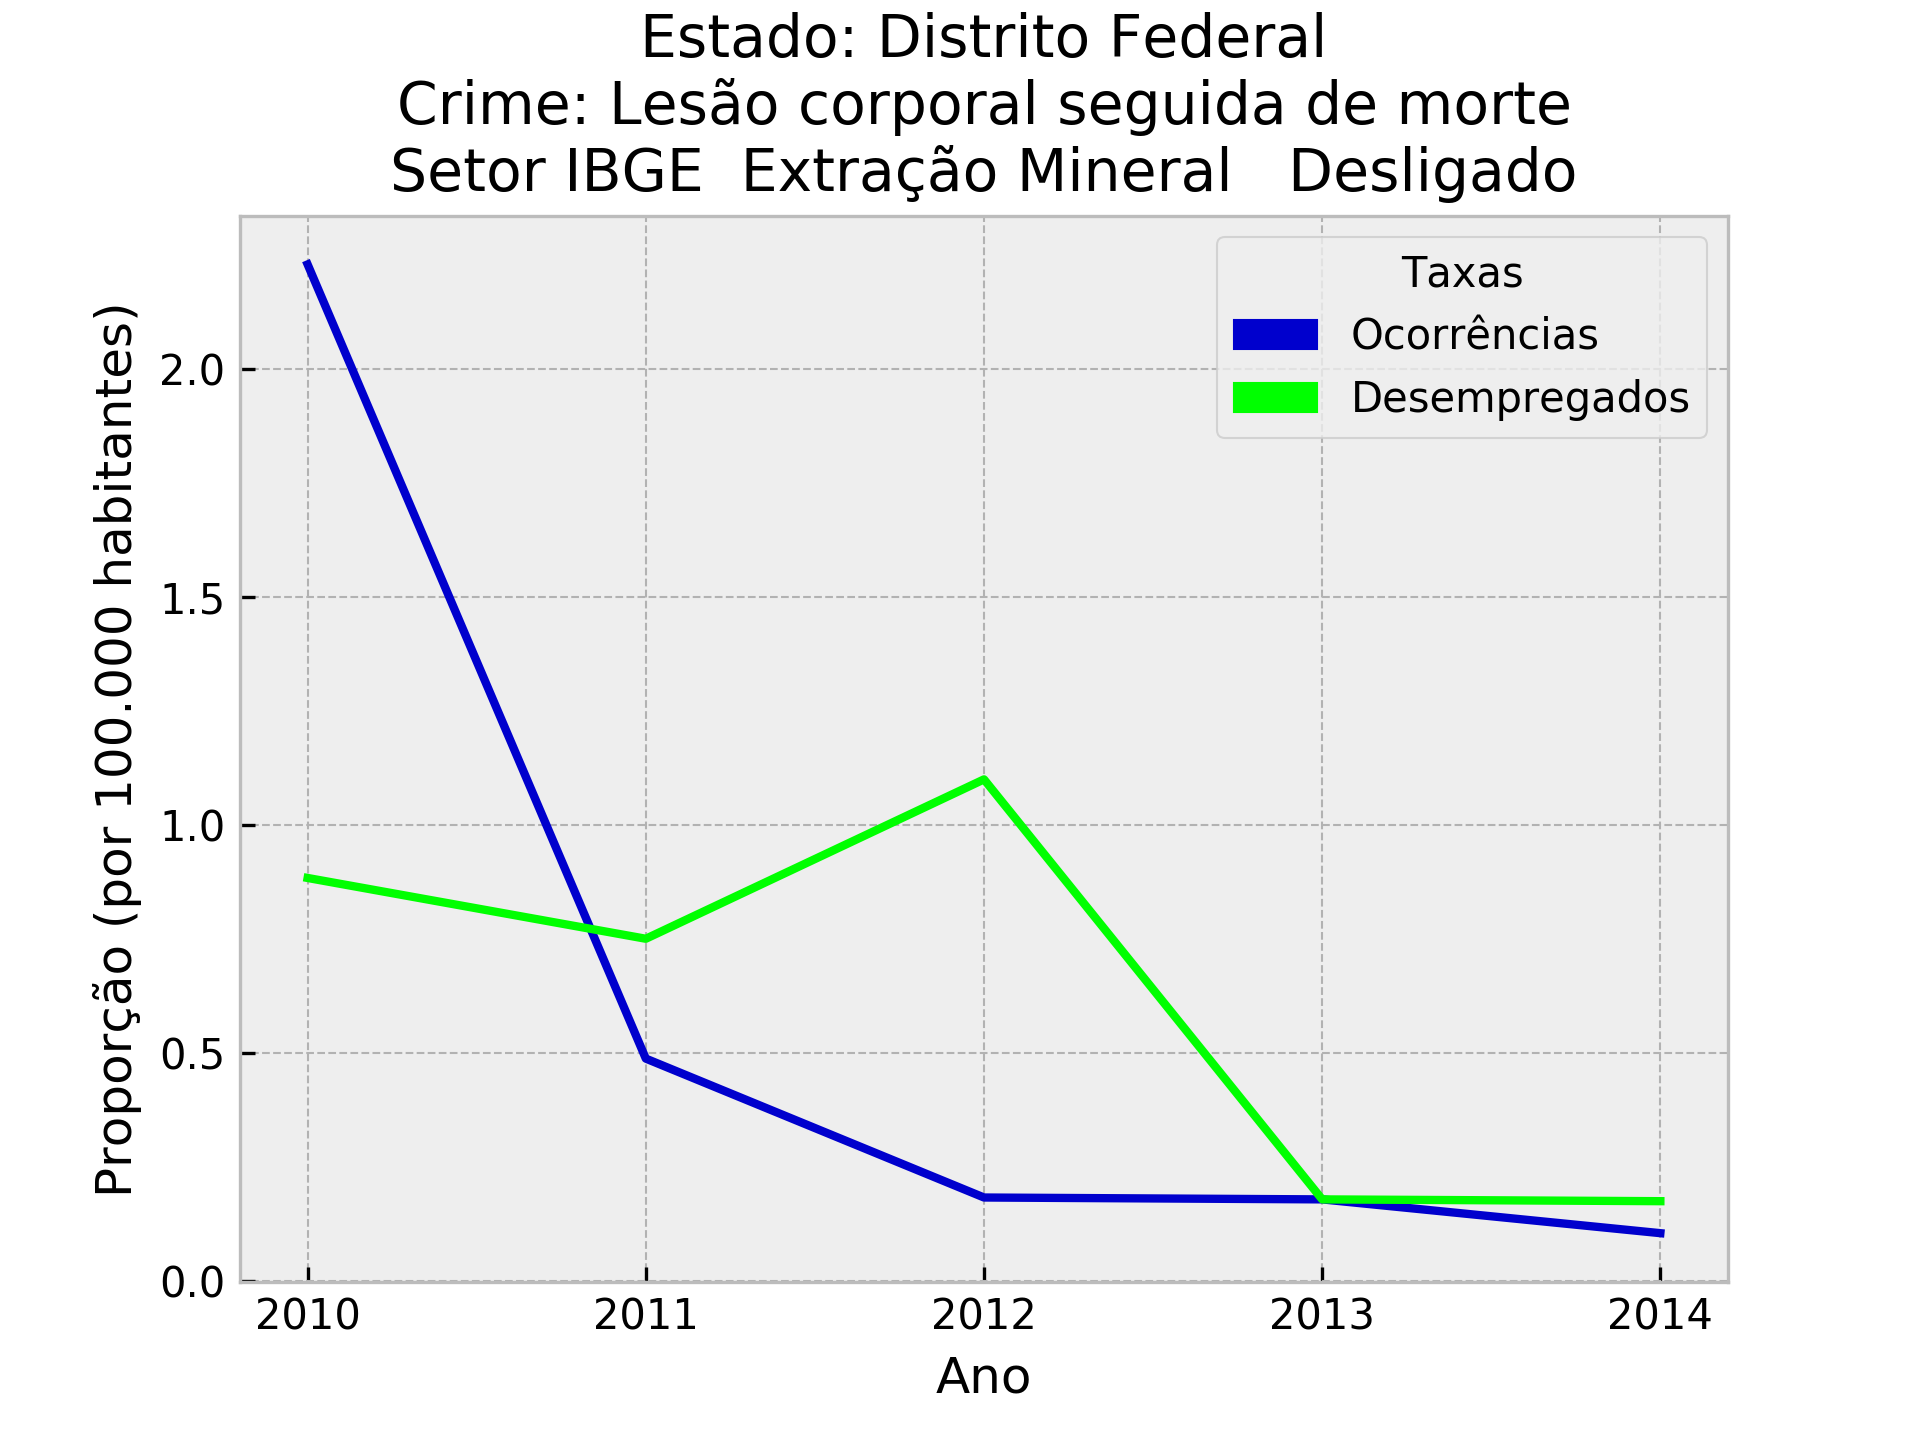 Estado: Distrito Federal
Crime: Lesão corporal seguida de morte
Setor IBGE  Extração Mineral   Desligado
Proporção (por 100.000 habitantes)
Taxas
Ocorrências
Desempregados
2.0
1.5
1.0
0.5
0.0
2010 2011 2012 2013 2014
Ano